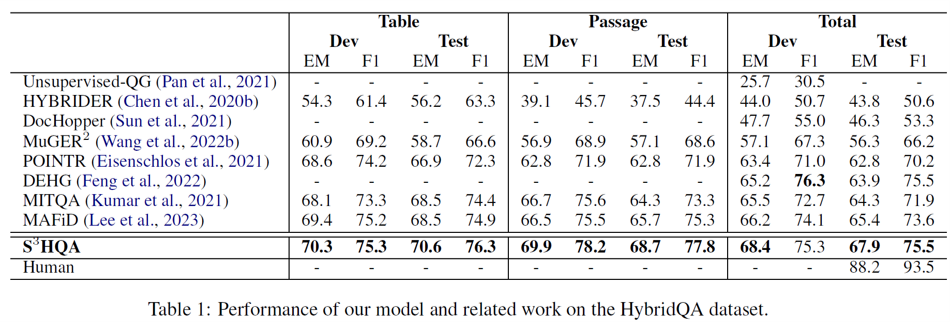 Table Passage Total
Dev Test Dev Test Dev Test
EM F1 EM F1 EM F1 EM F1 EM F1 EM F1
Unsupervised-QG (Pan et al., 2021) - - - - - - - - 25.7 30.5 - -
HYBRIDER (Chen et al., 2020b) 54.3 61.4 56.2 63.3 39.1 45.7 37.5 44.4 44.0 50.7 43.8 50.6
DocHopper (Sun et al., 2021) - - - - - - - - 47.7 55.0 46.3 53.3
MuGER² (Wang et al., 2022b) 60.9 69.2 58.7 66.6 56.9 68.9 57.1 68.6 57.1 67.3 56.3 66.2
POINTR (Eisenschlos et al., 2021) 68.6 74.2 66.9 72.3 62.8 71.9 62.8 71.9 63.4 71.0 62.8 70.2
DEHG (Feng et al., 2022) - - - - - - - - 65.2 76.3 63.9 75.5
MITQA (Kumar et al., 2021) 68.1 73.3 68.5 74.4 66.7 75.6 64.3 73.3 65.5 72.7 64.3 71.9
MAFiD (Lee et al., 2023) 69.4 75.2 68.5 74.9 66.5 75.5 65.7 75.3 66.2 74.1 65.4 73.6
S³HQA 70.3 75.3 70.6 76.3 69.9 78.2 68.7 77.8 68.4 75.3 67.9 75.5
Human - - - - - - - - - - 88.2 93.5
Table 1: Performance of our model and related work on the HybridQA dataset.